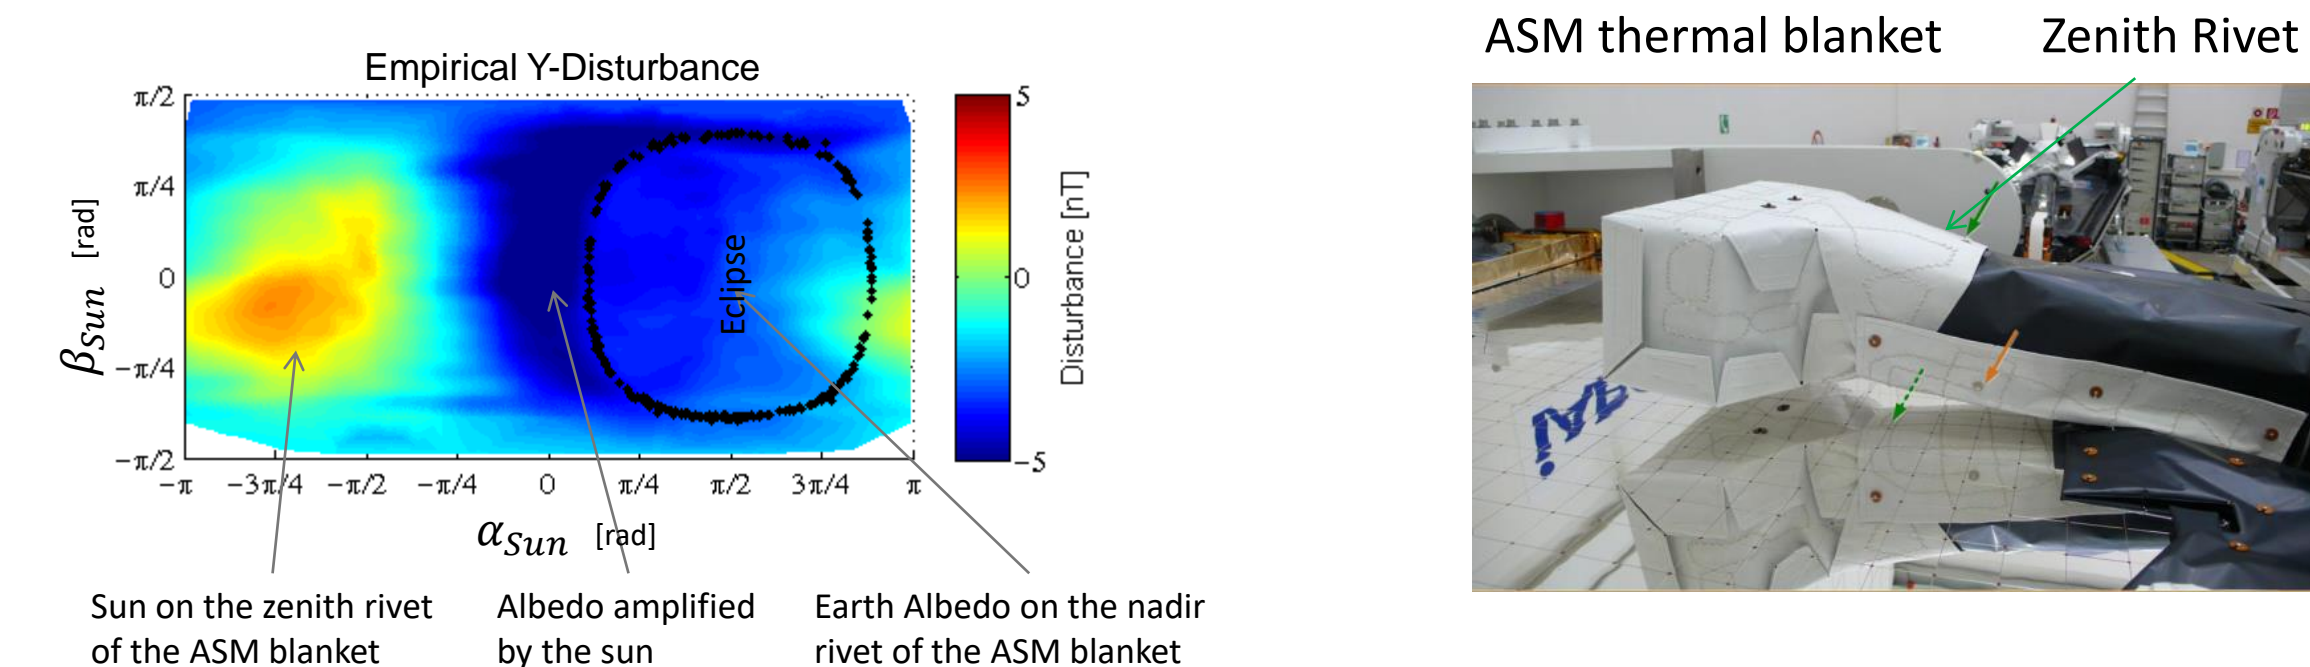 ASM thermal blanket
Zenith Rivet
Empirical Y-Disturbance
π/2
π/4
0
−π/4
−π/2
β_Sun [rad]
Eclipse
5
0
−5
Disturbance [nT]
−π
−3π/4
−π/2
−π/4
0
π/4
π/2
3π/4
π
α_Sun [rad]
Sun on the zenith rivet
of the ASM blanket
Albedo amplified
by the sun
Earth Albedo on the nadir
rivet of the ASM blanket